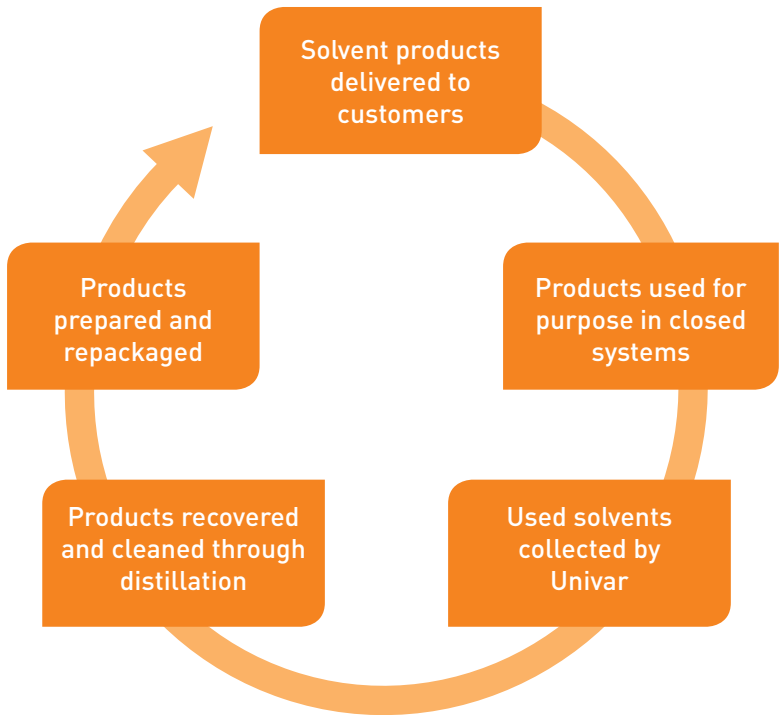 Solvent products
delivered to
customers
Products used for
purpose in closed
systems
Used solvents
collected by
Univar
Products recovered
and cleaned through
distillation
Products
prepared and
repackaged